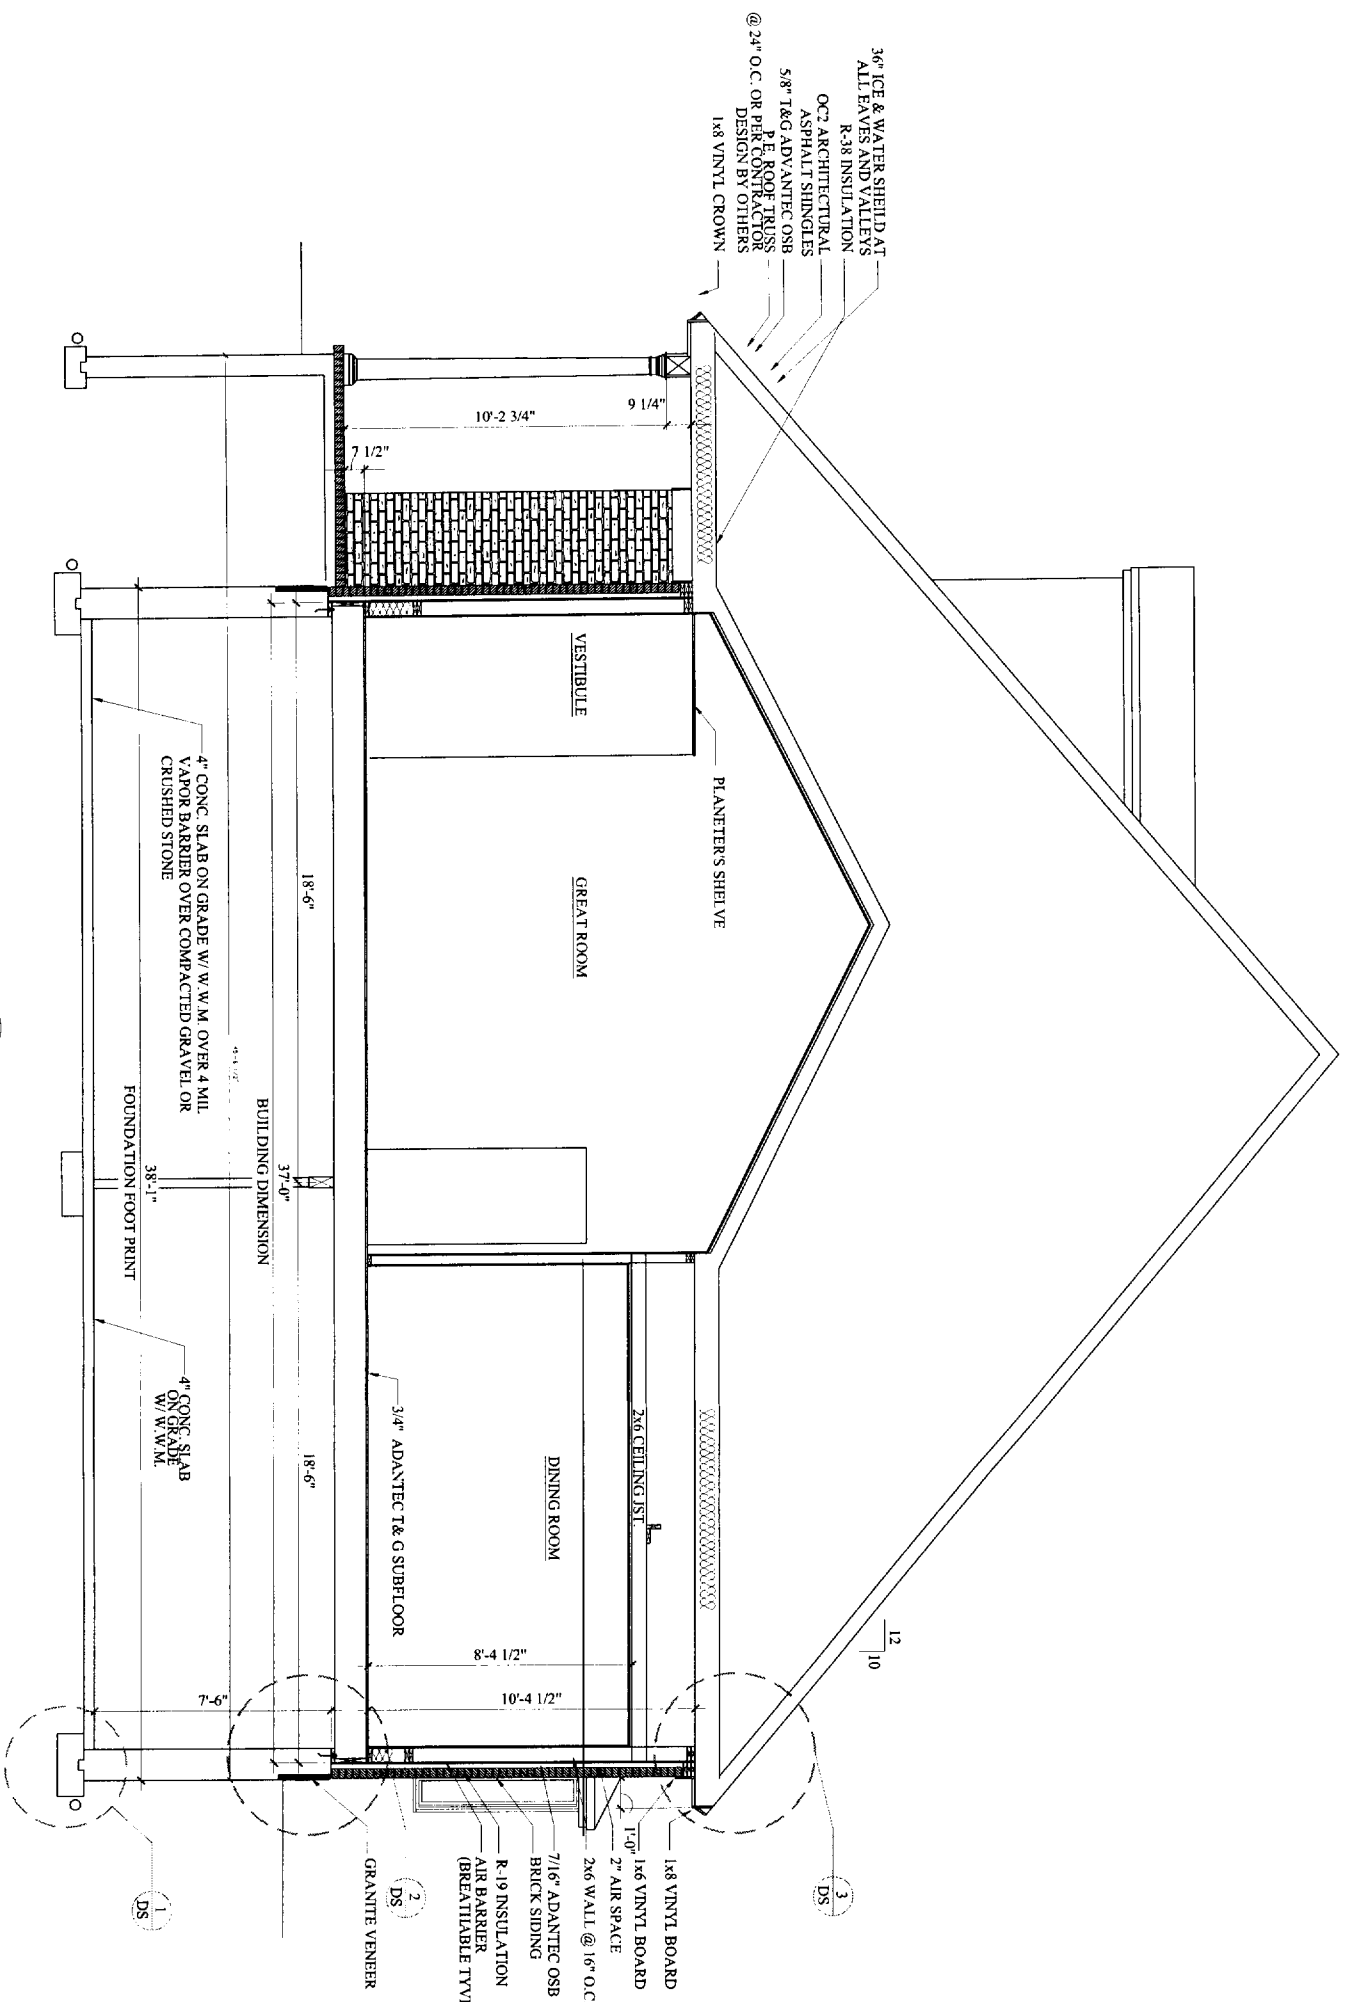 36" ICE & WATER SHEILD AT
ALL EAVES AND VALLEYS
R-38 INSULATION
OC2 ARCHITECTURAL
ASPHALT SHINGLES
5/8" T&G ADVANTEC OSB
P.E. ROOF TRUSS
@ 24" O.C. OR PER CONTRACTOR
DESIGN BY OTHERS
1x8 VINYL CROWN
12
10
3
DS
9 1/4"
10'-2 3/4"
7 1/2"
VESTIBULE
PLANETER'S SHELVE
GREAT ROOM
2x6 CEILING JST.
DINING ROOM
3/4" ADANTEC T& G SUBFLOOR
8'-4 1/2"
10'-4 1/2"
7'-6"
1x8 VINYL BOARD
1x6 VINYL BOARD
1'-0"
2" AIR SPACE
2x6 WALL @ 16" O.C
7/16" ADANTEC OSB
BRICK SIDING
R-19 INSULATION
AIR BARRIER
(BREATHABLE
2
DS
GRANITE VENEER
18'-6"
18'-6"
37'-0"
BUILDING DIMENSION
4" CONC. SLAB ON GRADE W/ W.W.M. OVER 4 MIL
VAPOR BARRIER OVER COMPACTED GRAVEL OR
CRUSHED STONE
4" CONC. SLAB
ON GRADE
W/ W.W.M.
38'-1"
FOUNDATION FOOT PRINT
1
DS